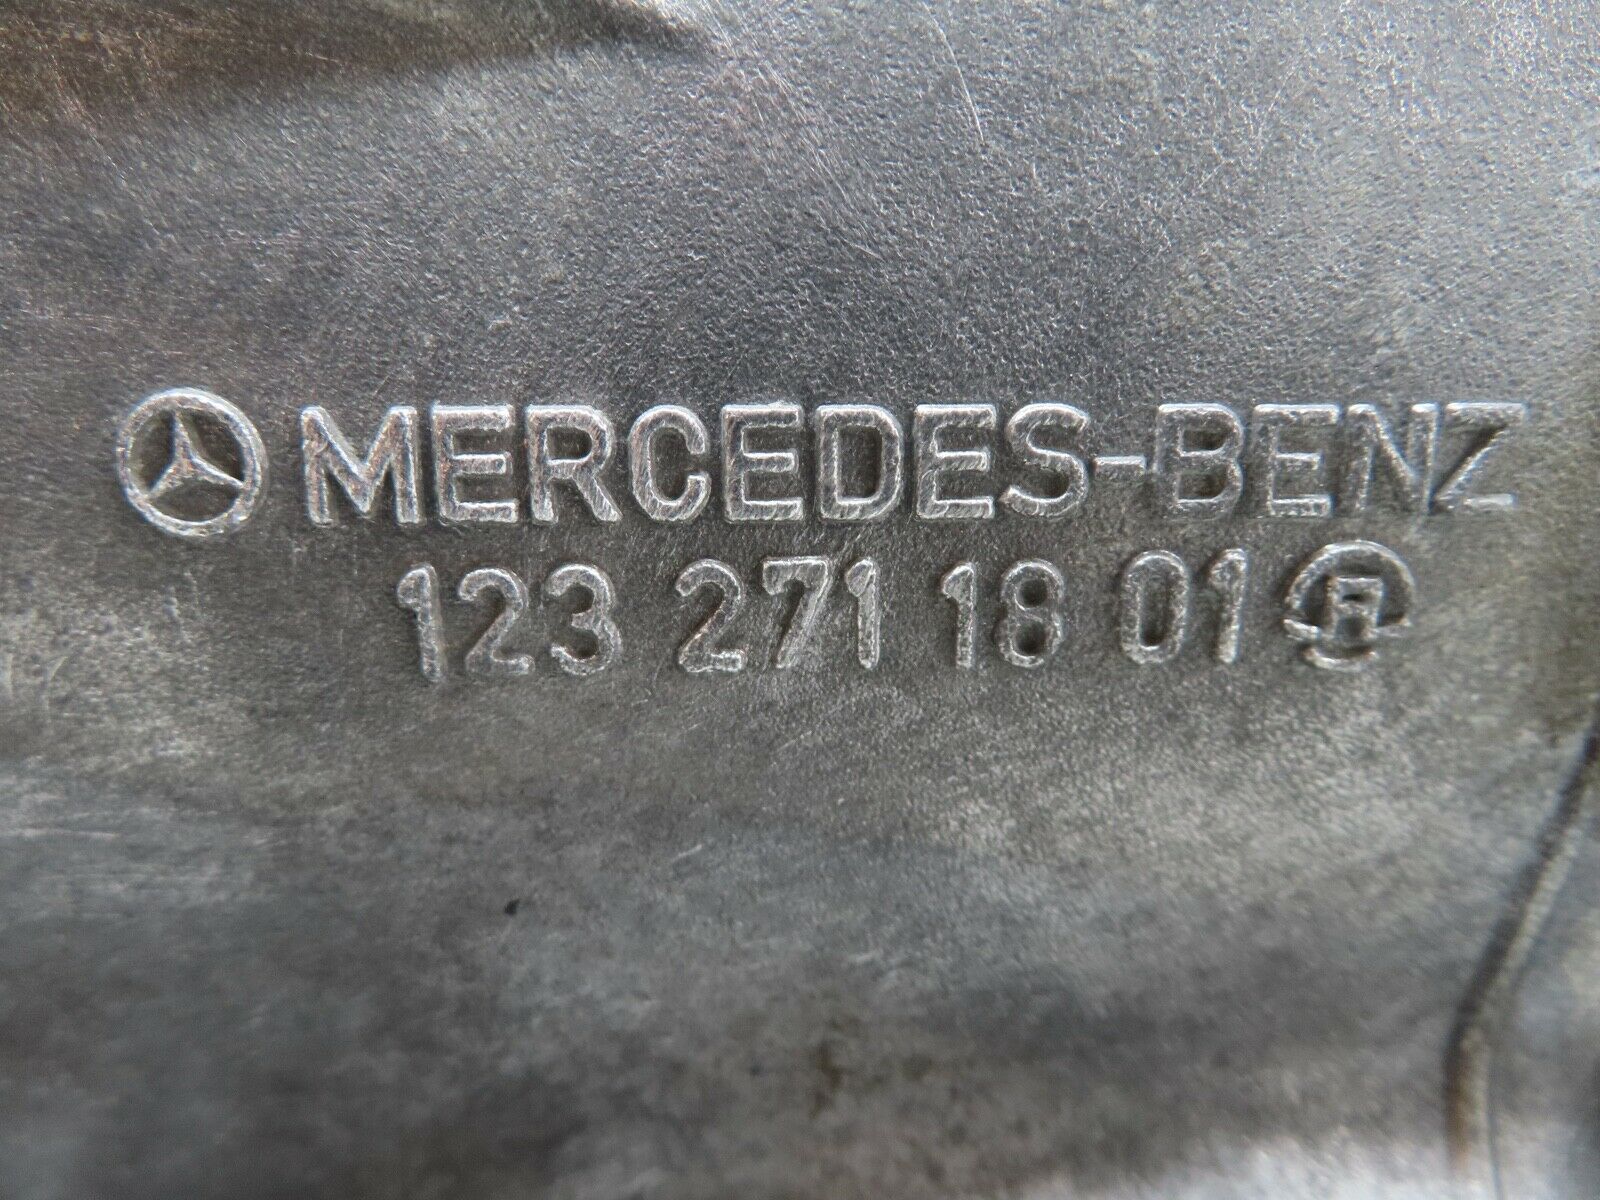 MERCEDES-BENZ
123 271 18 01